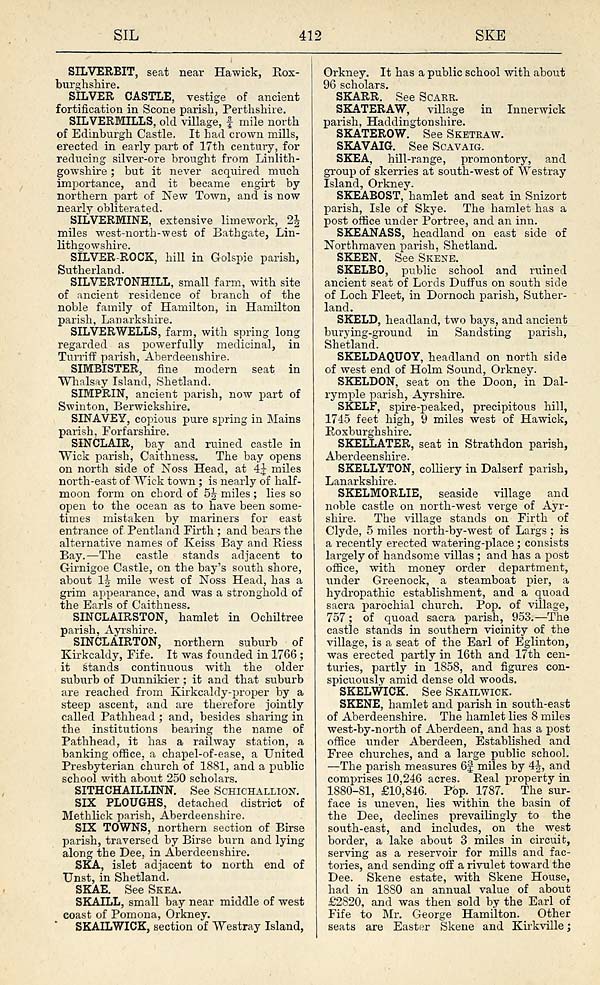 SIL 412 SKE
SILVERBIT, seat near Hawick, Rox-
burghshire.
SILVER CASTLE, vestige of ancient
fortification in Scone parish, Perthshire.
SILVERMILLS, old village, ¾ mile north
of Edinburgh Castle. It had crown mills,
erected in early part of 17th century, for
reducing silver-ore brought from Linlith-
gowshire; but it never acquired much
importance, and it became engirt by
northern part of New Town, and is now
nearly obliterated.
SILVERMINE, extensive limework, 2½
miles west-north-west of Bathgate, Lin-
lithgowshire.
SILVER-ROCK, hill in Golspie parish,
Sutherland.
SILVERTONHILL, small farm, with site
of ancient residence of branch of the
noble family of Hamilton, in Hamilton
parish, Lanarkshire.
SILVERWELLS, farm, with spring long
regarded as powerfully medicinal, in
Turriff parish, Aberdeenshire.
SIMBISTER, fine modern seat in
Whalsay Island, Shetland.
SIMPRIN, ancient parish, now part of
Swinton, Berwickshire.
SINAVEY, copious pure spring in Mains
parish, Forfarshire.
SINCLAIR, bay and ruined castle in
Wick parish, Caithness. The bay opens
on north side of Noss Head, at 4¼ miles
north-east of Wick town; is nearly of half-
moon form on chord of 5½ miles; lies so
open to the ocean as to have been some-
times mistaken by mariners for east
entrance of Pentland Firth; and bears the
alternative names of Keiss Bay and Riess
Bay.—The castle stands adjacent to
Girnigoe Castle, on the bay's south shore,
about 1½ mile west of Noss Head, has a
grim appearance, and was a stronghold of
the Earls of Caithness.
SINCLAIRSTON, hamlet in Ochiltree
parish, Ayrshire.
SINCLAIRTON, northern suburb of
Kirkcaldy, Fife. It was founded in 1766;
it stands continuous with the older
suburb of Dunnikier; it and that suburb
are reached from Kirkcaldy-proper by a
steep ascent, and are therefore jointly
called Pathhead; and, besides sharing in
the institutions bearing the name of
Pathhead, it has a railway station, a
banking office, a chapel-of-ease, a United
Presbyterian church of 1881, and a public
school with about 250 scholars.
SITHCHAILLINN. See SCHICHALLION.
SIX PLOUGHS, detached district of
Methlick parish, Aberdeenshire.
SIX TOWNS, northern section of Birse
parish, traversed by Birse burn and lying
along the Dee, in Aberdeenshire.
SKA, islet adjacent to north end of
Unst, in Shetland.
SKAE. See SKEA.
SKAILL, small bay near middle of west
coast of Pomona, Orkney.
SKAILWICK, section of Westray Island,
Orkney. It has a public school with about
96 scholars.
SKARR. See SCARR.
SKATERAW, village in Innerwick
parish, Haddingtonshire.
SKATEROW. See SKETRAW.
SKAVAIG. See SCAVAIG.
SKEA, hill-range, promontory, and
group of skerries at south-west of Westray
Island, Orkney.
SKEABOST, hamlet and seat in Snizort
parish, Isle of Skye. The hamlet has a
post office under Portree, and an inn.
SKEANASS, headland on east side of
Northmaven parish, Shetland.
SKEEN. See SKENE.
SKELBO, public school and ruined
ancient seat of Lords Duffus on south side
of Loch Fleet, in Dornoch parish, Suther-
land.
SKELD, headland, two bays, and ancient
burying-ground in Sandsting parish,
Shetland.
SKELDAQUOY, headland on north side
of west end of Holm Sound, Orkney.
SKELDON, seat on the Doon, in Dal-
rymple parish, Ayrshire.
SKELF, spire-peaked, precipitous hill,
1745 feet high, 9 miles west of Hawick,
Roxburghshire.
SKELLATER, seat in Strathdon parish,
Aberdeenshire.
SKELLYTON, colliery in Dalserf parish,
Lanarkshire.
SKELMORLIE, seaside village and
noble castle on north-west verge of Ayr-
shire. The village stands on Firth of
Clyde, 5 miles north-by-west of Largs; is
a recently erected watering-place; consists
largely of handsome villas; and has a post
office, with money order department,
under Greenock, a steamboat pier, a
hydropathic establishment, and a quoad
sacra parochial church. Pop. of village,
757; of quoad sacra parish, 953.—The
castle stands in southern vicinity of the
village, is a seat of the Earl of Eglinton,
was erected partly in 16th and 17th cen-
turies, partly in 1858, and figures con-
spicuously amid dense old woods.
SKELWICK. See SKAILWICK.
SKENE, hamlet and parish in south-east
of Aberdeenshire. The hamlet lies 8 miles
west-by-north of Aberdeen, and has a post
office under Aberdeen, Established and
Free churches, and a large public school.
—The parish measures 6¾ miles by 4½, and
comprises 10,246 acres. Real property in
1880-81, £10,846. Pop. 1787. The sur-
face is uneven, lies within the basin of
the Dee, declines prevailingly to the
south-east, and includes, on the west
border, a lake about 3 miles in circuit,
serving as a reservoir for mills and fac-
tories, and sending off a rivulet toward the
Dee. Skene estate, with Skene House,
had in 1880 an annual value of about
£2820, and was then sold by the Earl of
Fife to Mr. George Hamilton. Other
seats are Easter Skene and Kirkville;